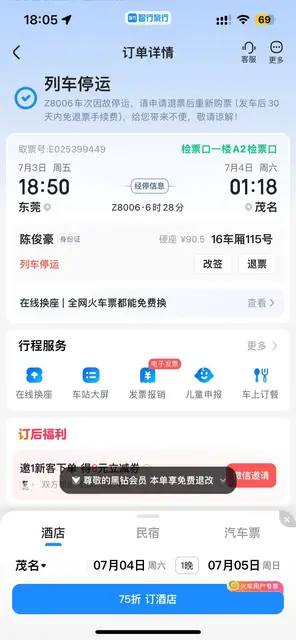 18:05
智行旅行
69
订单详情
客服
更多
列车停运
Z8006车次因故停运，请申请退票后重新购票(发车后30
天内免退票手续费)，给您带来不便，敬请谅解！
取票号:E025399449
检票口一楼A2检票口
7月3日 周五
7月4日 周六
18:50
经停信息
01:18
东莞
Z8006·6时28分
茂名
陈俊豪 身份证
硬座 ¥90.5 16车厢115号
列车停运
改签
退票
在线换座 | 全网火车票都能免费换
查看
行程服务
更多
电子发票
在线换座
车站大屏
发票报销
儿童申报
车上订餐
订后福利
邀1新客下单 得8元立减券
微信邀请
尊敬的黑钻会员 本单享免费退改
酒店
民宿
汽车票
茂名
07月04日 周六
1晚
07月05日 周日
火车用户专享
75折 订酒店